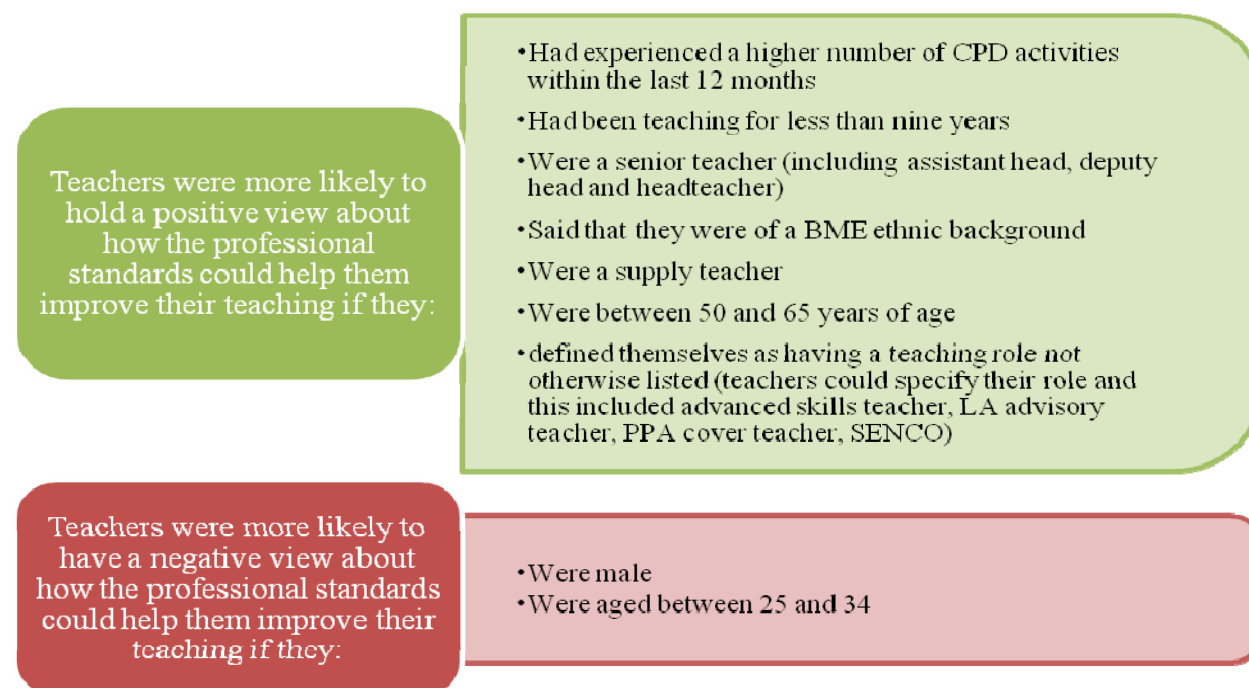 Teachers were more likely to
hold a positive view about
how the professional
standards could help them
improve their teaching if they:
•Had experienced a higher number of CPD activities
within the last 12 months
•Had been teaching for less than nine years
•Were a senior teacher (including assistant head, deputy
head and headteacher)
•Said that they were of a BME ethnic background
•Were a supply teacher
•Were between 50 and 65 years of age
•defined themselves as having a teaching role not
otherwise listed (teachers could specify their role and
this included advanced skills teacher, LA advisory
teacher, PPA cover teacher, SENCO)
Teachers were more likely to
have a negative view about
how the professional standards
could help them improve their
teaching if they:
•Were male
•Were aged between 25 and 34